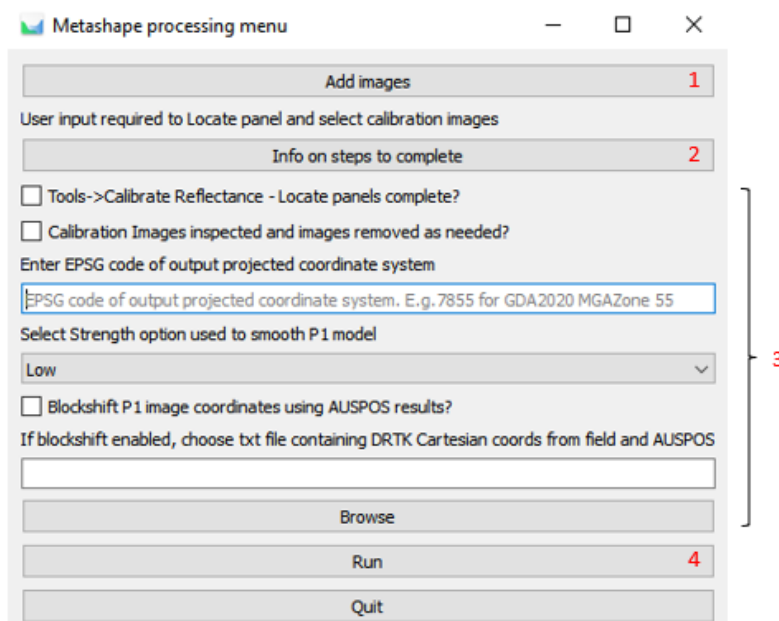 Metashape processing menu
Add images 1
User input required to Locate panel and select calibration images
Info on steps to complete 2
Tools->Calibrate Reflectance - Locate panels complete?
Calibration Images inspected and images removed as needed?
Enter EPSG code of output projected coordinate system
EPSG code of output projected coordinate system. E.g.7855 for GDA2020 MGAZone 55
Select Strength option used to smooth P1 model
3
Low
Blockshift P1 image coordinates using AUSPOS results?
If blockshift enabled, choose txt file containing DRTK Cartesian coords from field and AUSPOS
Browse
Run 4
Quit